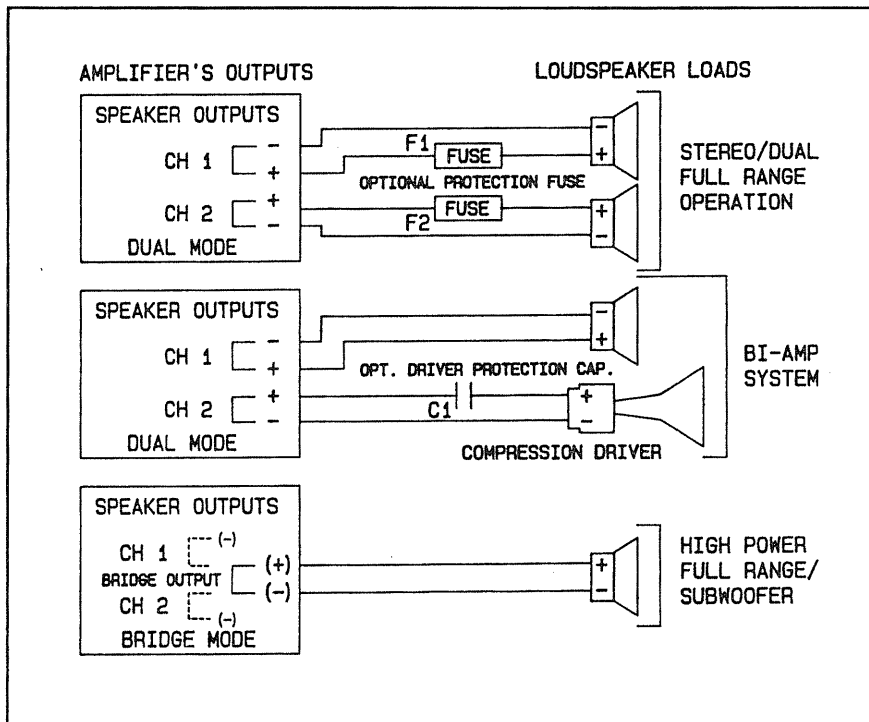 AMPLIFIER'S OUTPUTS
LOUDSPEAKER LOADS
SPEAKER OUTPUTS
CH 1
-
+
CH 2
+
-
DUAL MODE
F1
FUSE
OPTIONAL PROTECTION FUSE
FUSE
F2
-
+
+
-
STEREO/DUAL
FULL RANGE
OPERATION
SPEAKER OUTPUTS
CH 1
-
+
CH 2
+
-
DUAL MODE
OPT. DRIVER PROTECTION CAP.
C1
-
+
+
-
COMPRESSION DRIVER
BI-AMP
SYSTEM
SPEAKER OUTPUTS
CH 1
(-)
BRIDGE OUTPUT
(+)
(-)
CH 2
(-)
BRIDGE MODE
+
-
HIGH POWER
FULL RANGE/
SUBWOOFER